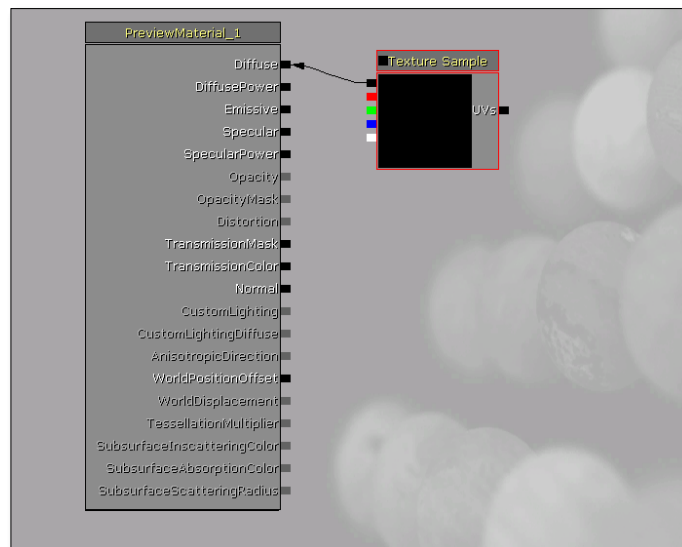 PreviewMaterial_1
Texture Sample
Diffuse
DiffusePower
UVs
Emissive
Specular
SpecularPower
Opacity
OpacityMask
Distortion
TransmissionMask
TransmissionColor
Normal
CustomLighting
CustomLightingDiffuse
AnisotropicDirection
WorldPositionOffset
WorldDisplacement
TessellationMultiplier
SubsurfaceInscatteringColor
SubsurfaceAbsorptionColor
SubsurfaceScatteringRadius